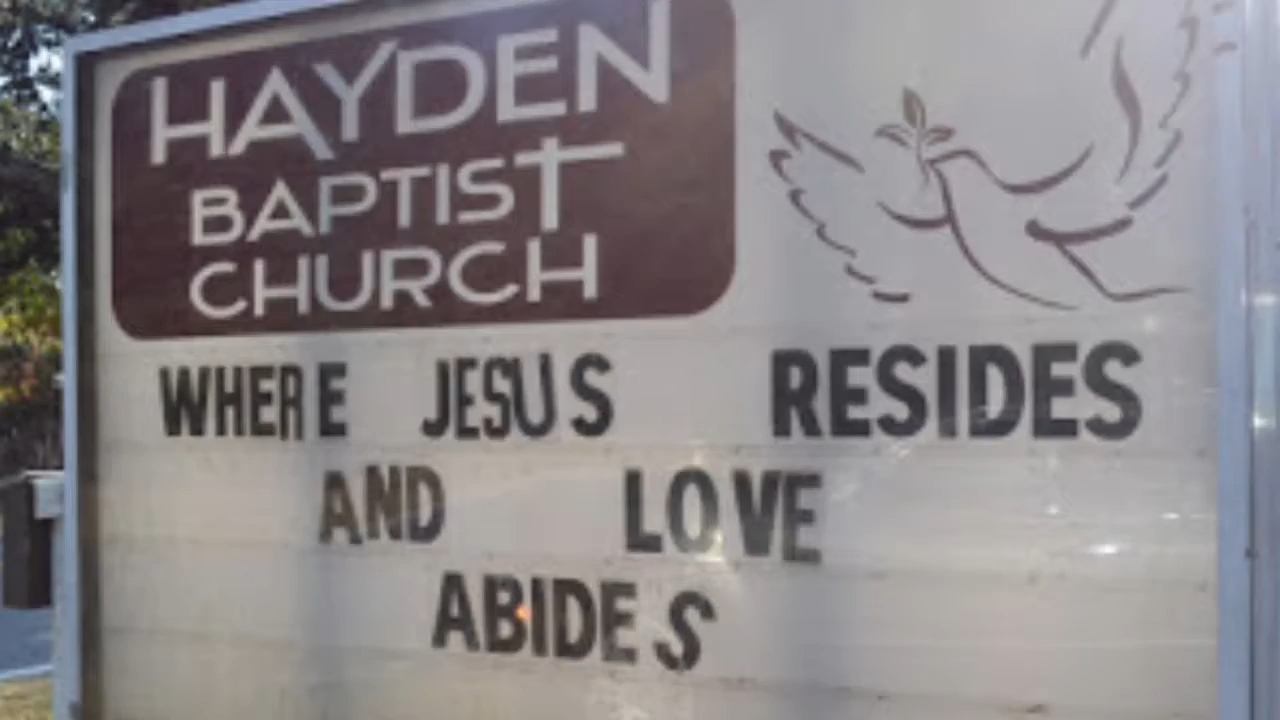 HAYDEN
BAPTIST
CHURCH
WHERE JESUS RESIDES
AND LOVE
ABIDES